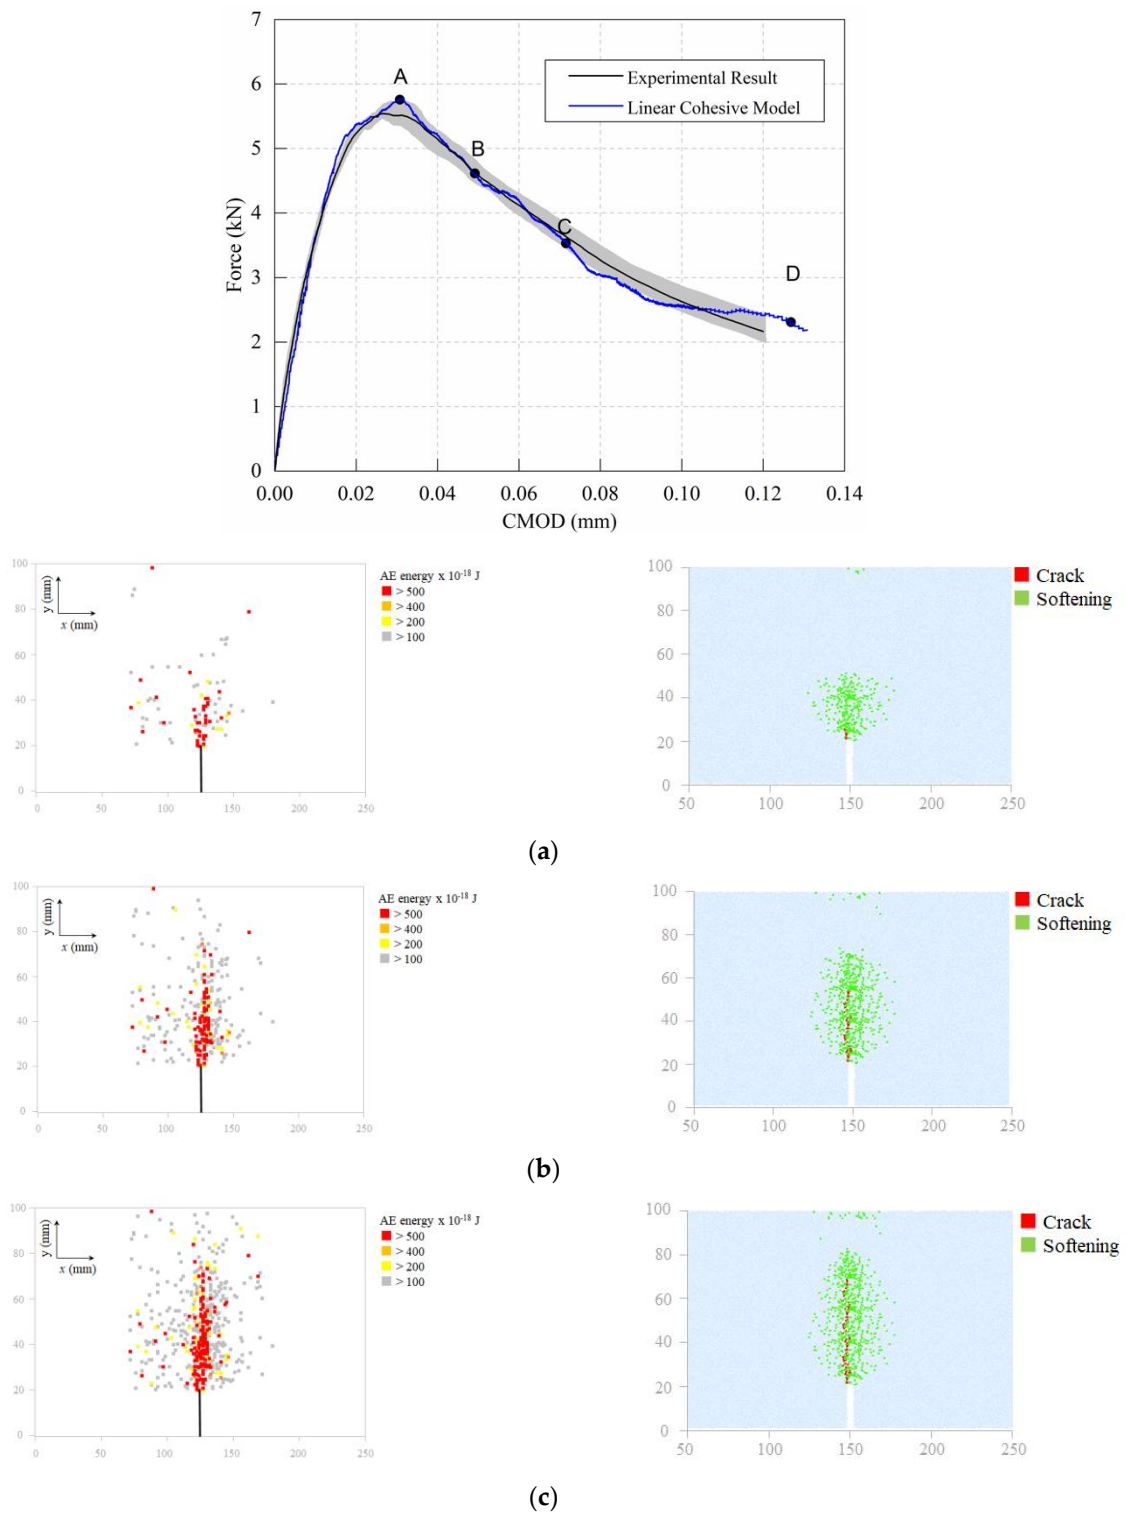 7
6
5
4
3
2
1
0
Force (kN)
A
B
C
D
Experimental Result
Linear Cohesive Model
0.00 0.02 0.04 0.06 0.08 0.10 0.12 0.14
CMOD (mm)
100
80
60
40
20
0
y (mm)
x (mm)
0 50 100 150 200 250
AE energy x 10⁻¹⁸ J
> 500
> 400
> 200
> 100
100
80
60
40
20
0
50 100 150 200 250
Crack
Softening
(a)
100
80
60
40
20
0
y (mm)
x (mm)
0 50 100 150 200 250
AE energy x 10⁻¹⁸ J
> 500
> 400
> 200
> 100
100
80
60
40
20
0
50 100 150 200 250
Crack
Softening
(b)
100
80
60
40
20
0
y (mm)
x (mm)
0 50 100 150 200 250
AE energy x 10⁻¹⁸ J
> 500
> 400
> 200
> 100
100
80
60
40
20
0
50 100 150 200 250
Crack
Softening
(c)